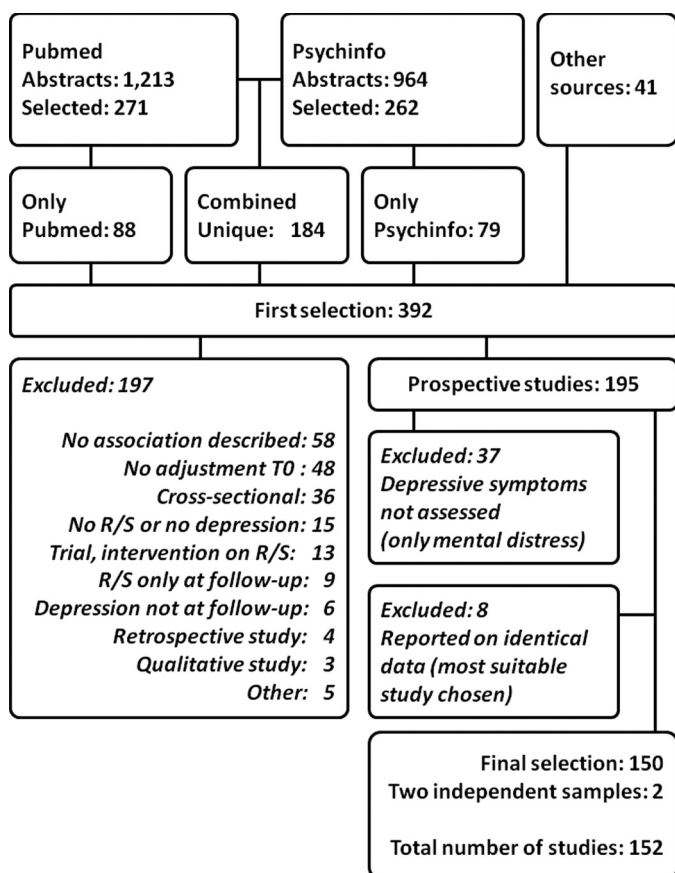 Pubmed
Abstracts: 1,213
Selected: 271
Psychinfo
Abstracts: 964
Selected: 262
Other
sources: 41
Only
Pubmed: 88
Combined
Unique: 184
Only
Psychinfo: 79
First selection: 392
Excluded: 197
No association described: 58
No adjustment T0 : 48
Cross-sectional: 36
No R/S or no depression: 15
Trial, intervention on R/S: 13
R/S only at follow-up: 9
Depression not at follow-up: 6
Retrospective study: 4
Qualitative study: 3
Other: 5
Prospective studies: 195
Excluded: 37
Depressive symptoms
not assessed
(only mental distress)
Excluded: 8
Reported on identical
data (most suitable
study chosen)
Final selection: 150
Two independent samples: 2
Total number of studies: 152